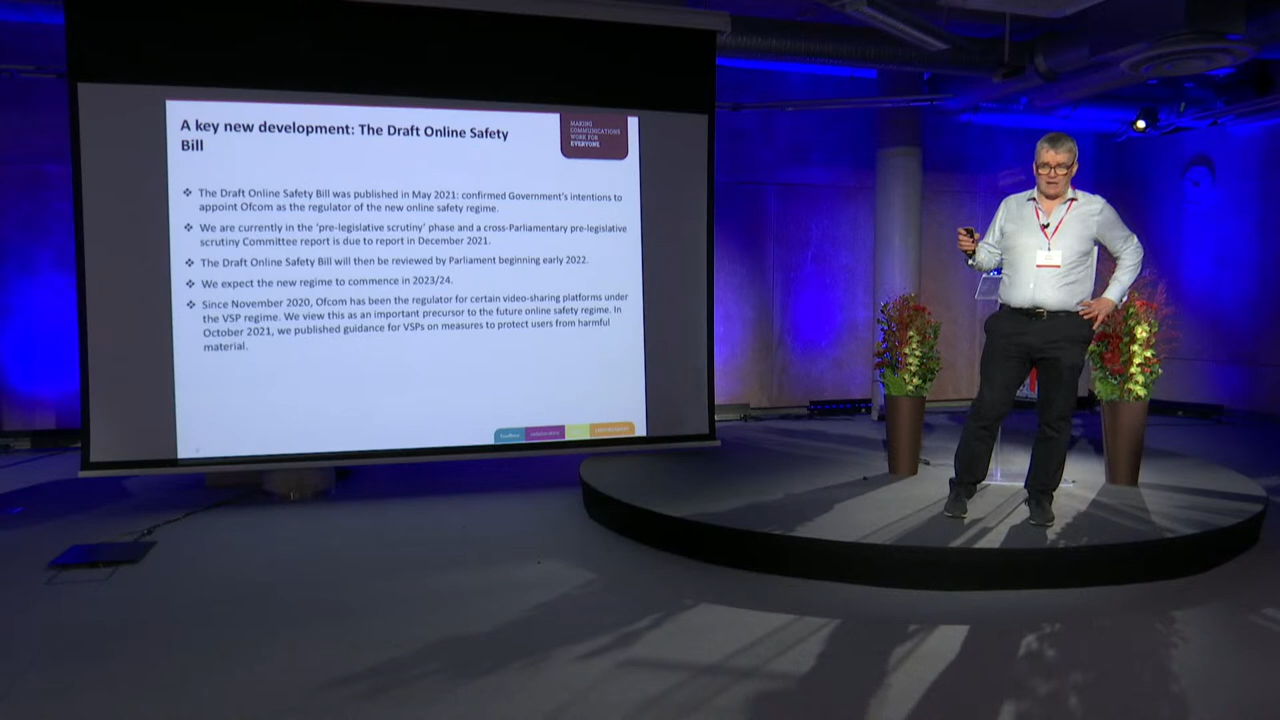 A key new development: The Draft Online Safety
Bill
MAKING
COMMUNICATIONS
WORK FOR
EVERYONE
❖ The Draft Online Safety Bill was published in May 2021: confirmed Government's intentions to
appoint Ofcom as the regulator of the new online safety regime.
❖ We are currently in the 'pre-legislative scrutiny' phase and a cross-Parliamentary pre-legislative
scrutiny Committee report is due to report in December 2021.
❖ The Draft Online Safety Bill will then be reviewed by Parliament beginning early 2022.
❖ We expect the new regime to commence in 2023/24.
❖ Since November 2020, Ofcom has been the regulator for certain video-sharing platforms under
the VSP regime. We view this as an important precursor to the future online safety regime. In
October 2021, we published guidance for VSPs on measures to protect users from harmful
material.